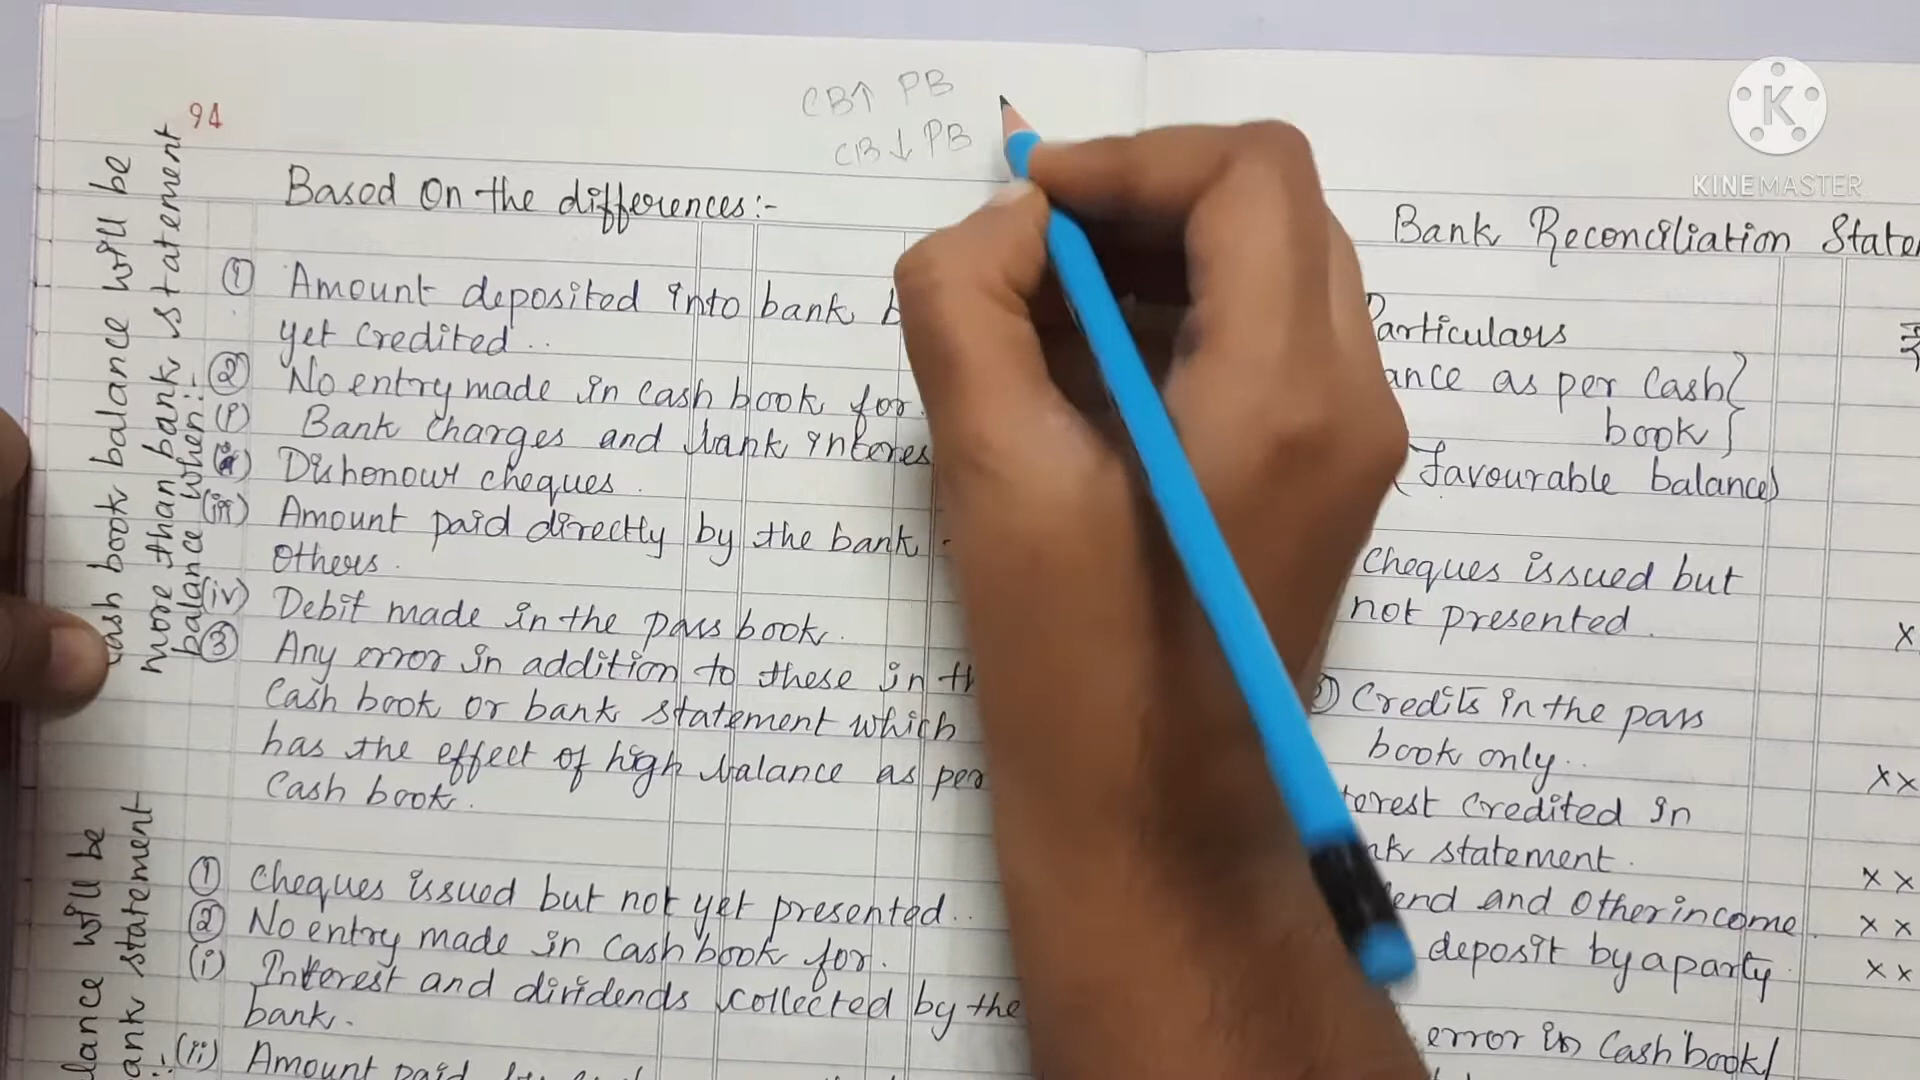 CB↑ PB
CB↓ PB
94
Based on the differences:-
Cash book balance will be
more than bank statement
balance when:
① Amount deposited into bank
yet credited..
② No entry made in cash book for.
(i) Bank charges and bank
(ii) Dishonour cheques.
(iii) Amount paid directly by the bank
others.
(iv) Debit made in the pass book.
③ Any error in addition to these in
Cash book or bank statement which
has the effect of high balance as per
Cash book.
will be
bank statement
① Cheques issued but not yet presented..
② No entry made in cash book for.
(i) Interest and dividends collected by the
bank.
(ii) Amount paid
Bank Reconciliation
Particulars
as per Cash
book
(favourable balance)
Cheques issued but
not presented.
X
Credits in the pass
book only..
XX
credited in
statement.
XX
and other income.
XX
deposit by a party.
XX
error in Cash book/
K
KINEMASTER